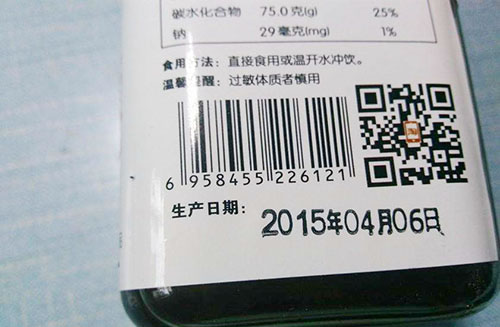 碳水化合物 75.0克(g) 25%
钠 29毫克(mg) 1%
食用方法：直接食用或温开水冲饮。
温馨提醒：过敏体质者慎用
6 958455 226121
生产日期： 2015年04月06日